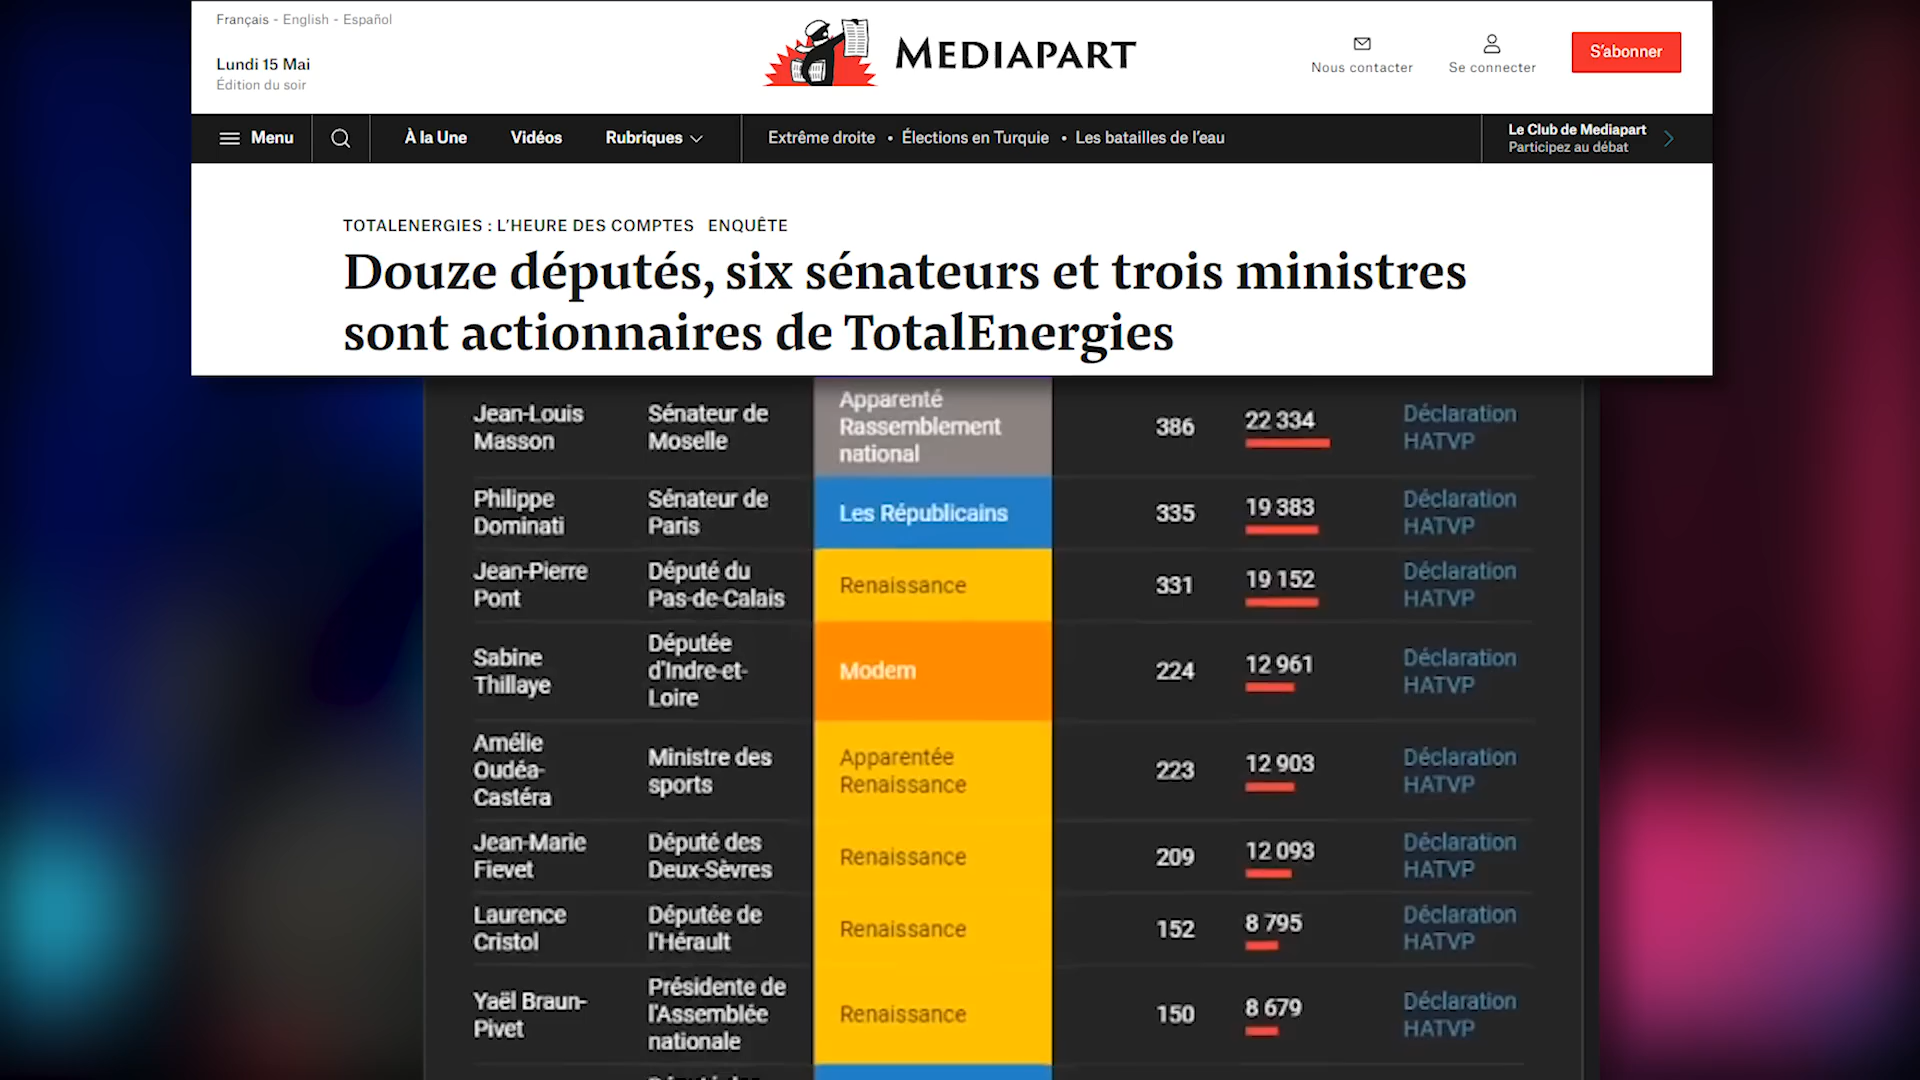 Français - English - Español
Lundi 15 Mai
Édition du soir
MEDIAPART
Nous contacter
Se connecter
S'abonner
Menu
À la Une
Vidéos
Rubriques
Extrême droite • Élections en Turquie • Les batailles de l'eau
Le Club de Mediapart
Participez au débat
TOTALENERGIES : L'HEURE DES COMPTES ENQUÊTE
Douze députés, six sénateurs et trois ministres
sont actionnaires de TotalEnergies
Jean-Louis
Masson
Sénateur de
Moselle
Apparenté
Rassemblement
national
386
22 334
Déclaration
HATVP
Philippe
Dominati
Sénateur de
Paris
Les Républicains
335
19 383
Déclaration
HATVP
Jean-Pierre
Pont
Député du
Pas-de-Calais
Renaissance
331
19 152
Déclaration
HATVP
Sabine
Thillaye
Députée
d'Indre-et-
Loire
Modem
224
12 961
Déclaration
HATVP
Amélie
Oudéa-
Castéra
Ministre des
sports
Apparentée
Renaissance
223
12 903
Déclaration
HATVP
Jean-Marie
Fievet
Député des
Deux-Sèvres
Renaissance
209
12 093
Déclaration
HATVP
Laurence
Cristol
Députée de
l'Hérault
Renaissance
152
8 795
Déclaration
HATVP
Yaël Braun-
Pivet
Présidente de
l'Assemblée
nationale
Renaissance
150
8 679
Déclaration
HATVP